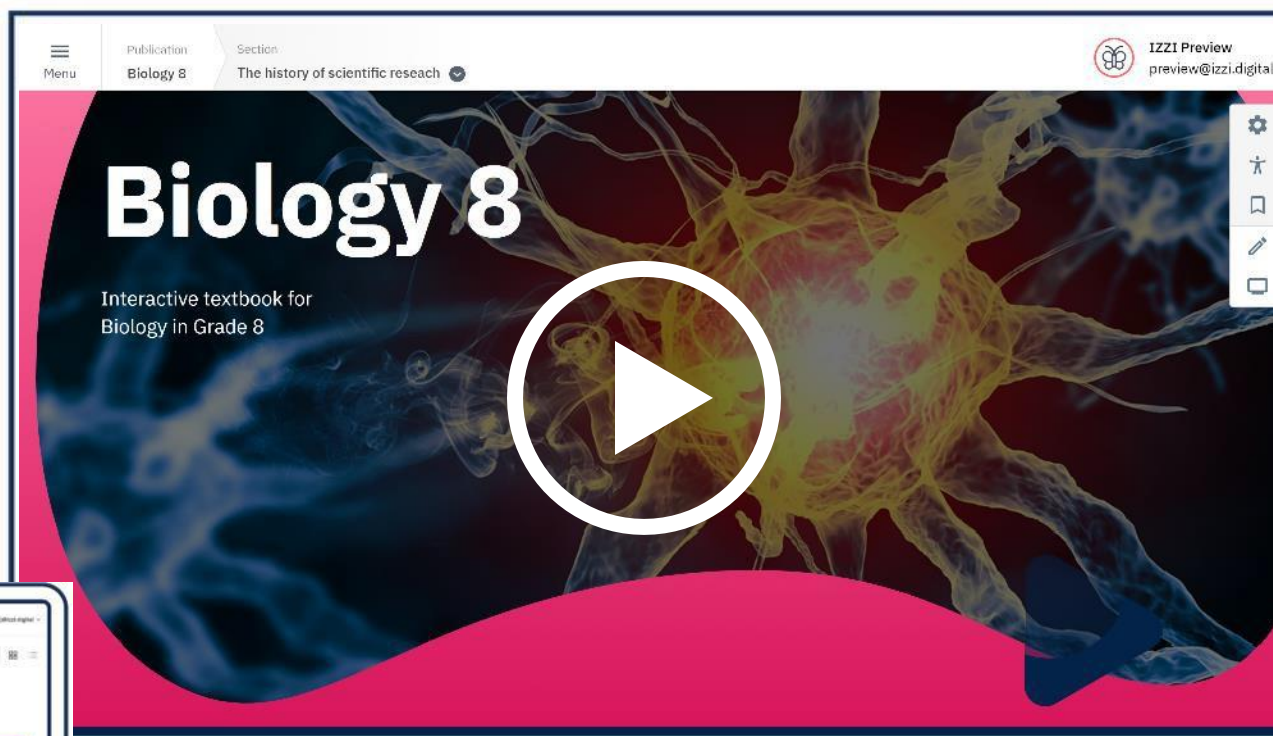 Menu
Publication
Biology 8
Section
The history of scientific reseach
IZZI Preview
preview@izzi.digital
Biology 8
Interactive textbook for
Biology in Grade 8